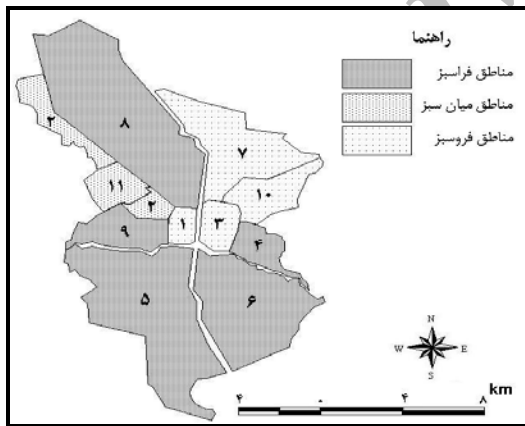 راهنما
مناطق فراسبز
مناطق میان سبز
مناطق فروسبز
۸
۲
۷
۱۱
۱۰
۲
۱
۳
۹
۴
۵
۶
N
W E
S
km
۴ ۰ ۴ ۸